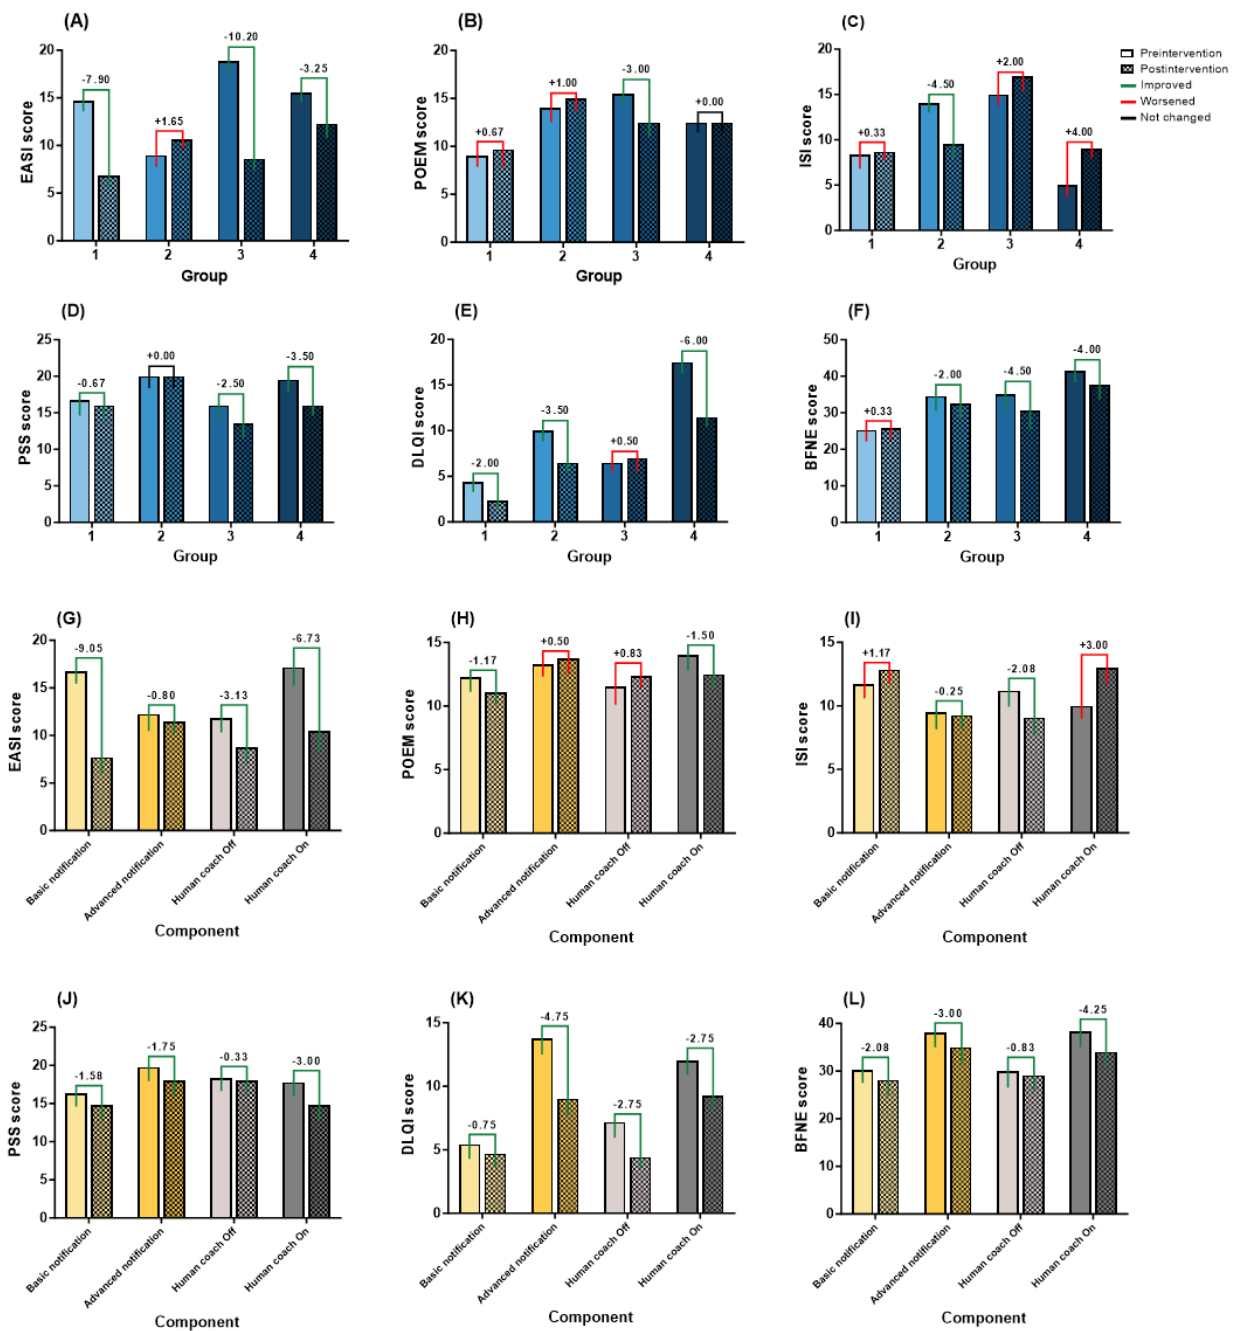 (A)
-10.20
-7.90
-3.25
+1.65
20
15
10
5
0
EASI score
1 2 3 4
Group
(B)
+1.00
-3.00
+0.67
+0.00
20
15
10
5
0
POEM score
1 2 3 4
Group
(C)
+2.00
-4.50
+0.33
+4.00
20
15
10
5
0
ISI score
1 2 3 4
Group
Preintervention
Postintervention
Improved
Worsened
Not changed
(D)
-0.67
+0.00
-2.50
-3.50
25
20
15
10
5
0
PSS score
1 2 3 4
Group
(E)
-2.00
-3.50
+0.50
-6.00
20
15
10
5
0
DLQI score
1 2 3 4
Group
(F)
+0.33
-2.00
-4.50
-4.00
50
40
30
20
10
0
BFNE score
1 2 3 4
Group
(G)
-9.05
-0.80
-3.13
-6.73
20
15
10
5
0
EASI score
Basic notification
Advanced notification
Human coach Off
Human coach On
Component
(H)
-1.17
+0.50
+0.83
-1.50
15
10
5
0
POEM score
Basic notification
Advanced notification
Human coach Off
Human coach On
Component
(I)
+1.17
-0.25
-2.08
+3.00
15
10
5
0
ISI score
Basic notification
Advanced notification
Human coach Off
Human coach On
Component
(J)
-1.58
-1.75
-0.33
-3.00
25
20
15
10
5
0
PSS score
Basic notification
Advanced notification
Human coach Off
Human coach On
Component
(K)
-0.75
-4.75
-2.75
-2.75
15
10
5
0
DLQI score
Basic notification
Advanced notification
Human coach Off
Human coach On
Component
(L)
-2.08
-3.00
-0.83
-4.25
40
30
20
10
0
BFNE score
Basic notification
Advanced notification
Human coach Off
Human coach On
Component